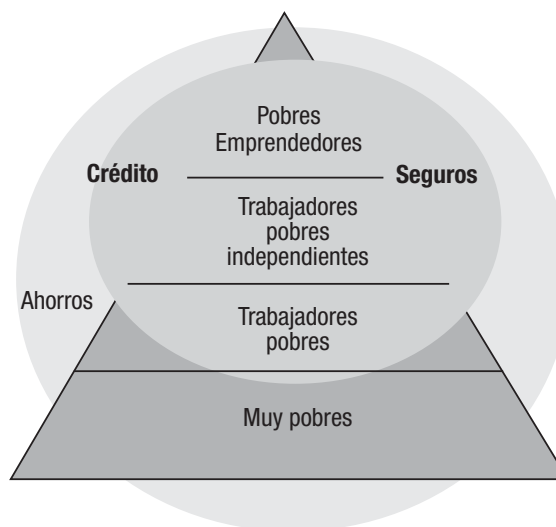 Pobres
Emprendedores
Crédito
Seguros
Trabajadores
pobres
independientes
Ahorros
Trabajadores
pobres
Muy pobres